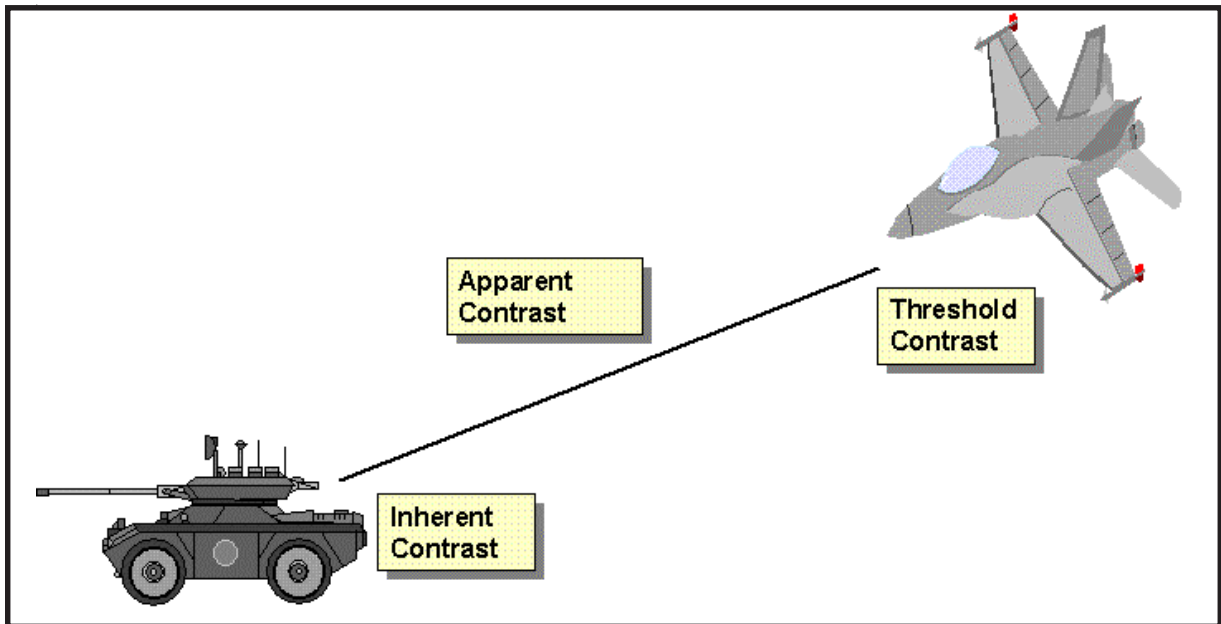 Apparent
Contrast
Threshold
Contrast
Inherent
Contrast